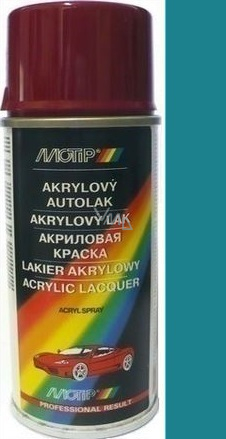 MOTIP
AKRYLOVÝ
AUTOLAK
AKRYLOVÝ LAK
АКРИЛОВАЯ
КРАСКА
LAKIER AKRYLOWY
ACRYLIC LACQUER
ACRYL SPRAY
MOTIP
PROFESSIONAL RESULT